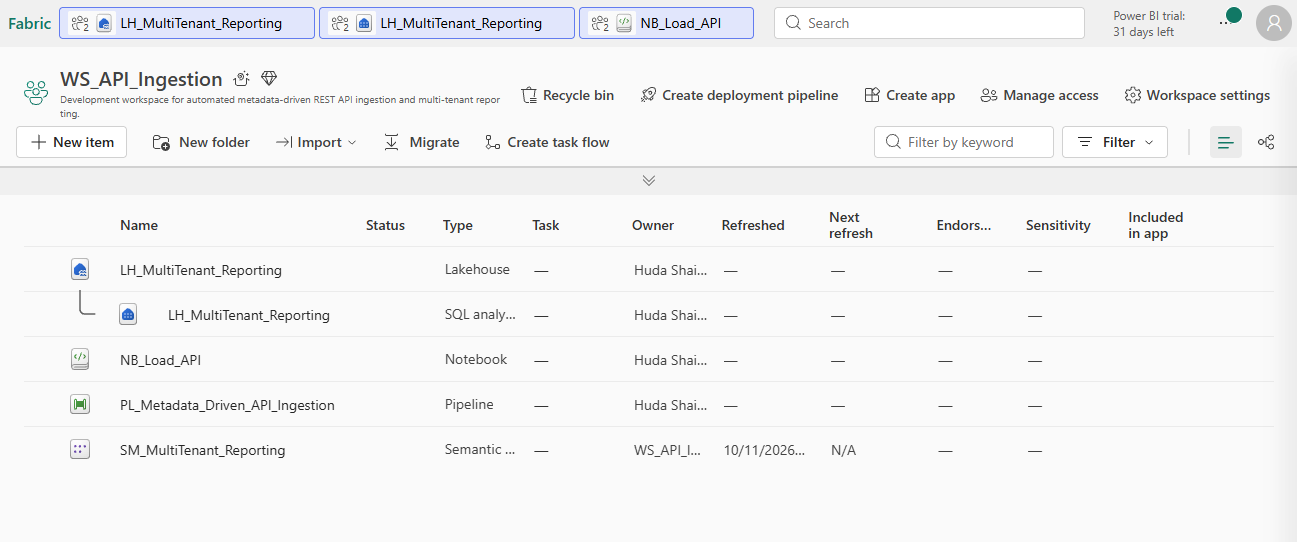 Fabric
2 LH_MultiTenant_Reporting
2 LH_MultiTenant_Reporting
2 NB_Load_API
Search
Power BI trial:
31 days left
WS_API_Ingestion
Development workspace for automated metadata-driven REST API ingestion and multi-tenant repor
ting.
Recycle bin
Create deployment pipeline
Create app
Manage access
Workspace settings
New item
New folder
Import
Migrate
Create task flow
Filter by keyword
Filter
Name Status Type Task Owner Refreshed Next refresh Endors... Sensitivity Included in app
LH_MultiTenant_Reporting Lakehouse — Huda Shai... — — — —
LH_MultiTenant_Reporting SQL analy... — Huda Shai... — — — —
NB_Load_API Notebook — Huda Shai... — — — —
PL_Metadata_Driven_API_Ingestion Pipeline — Huda Shai... — — — —
SM_MultiTenant_Reporting Semantic ... — WS_API_I... 10/11/2026... N/A — —